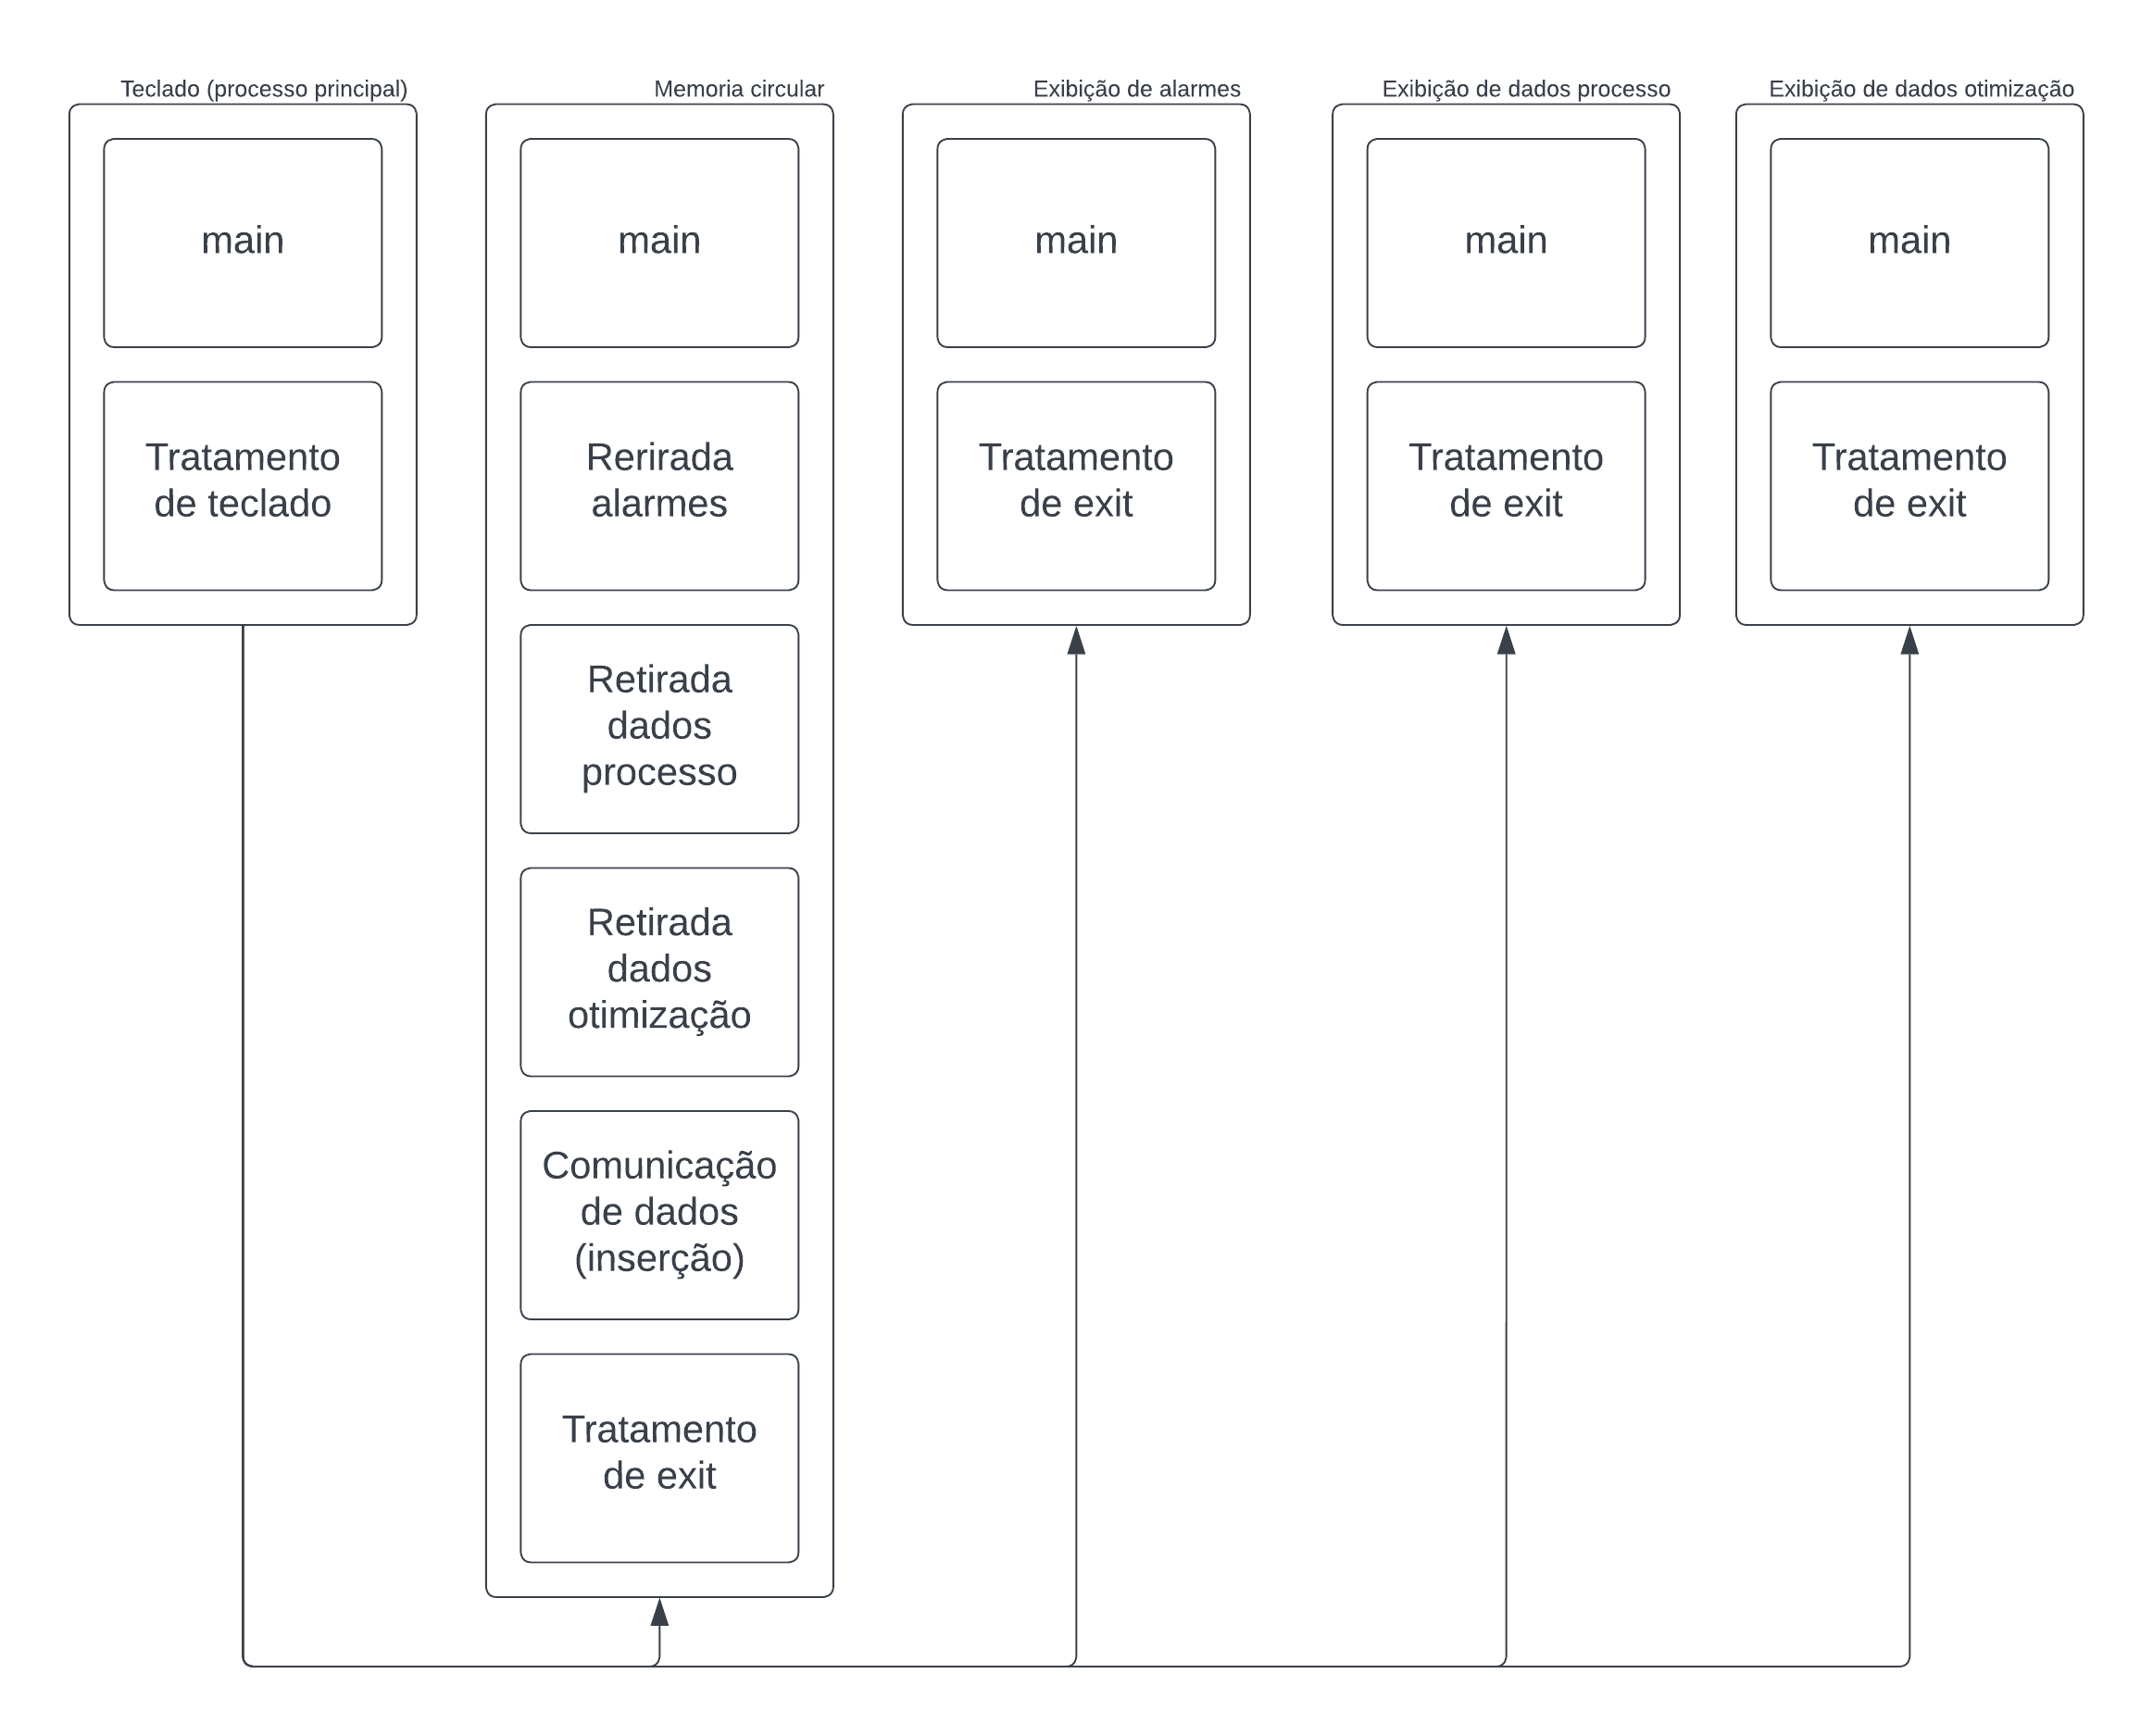 Teclado (processo principal)
main
Tratamento
de teclado
Memoria circular
main
Rerirada
alarmes
Retirada
dados
processo
Retirada
dados
otimização
Comunicação
de dados
(inserção)
Tratamento
de exit
Exibição de alarmes
main
Tratamento
de exit
Exibição de dados processo
main
Tratamento
de exit
Exibição de dados otimização
main
Tratamento
de exit